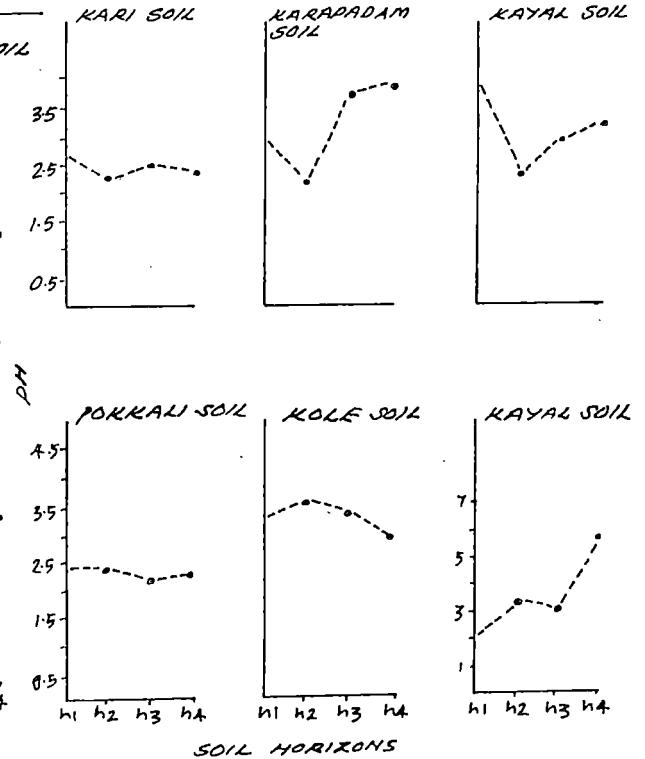 KARI SOIL
KARAPADAM
SOIL
KAYAL SOIL
OIL
3.5
2.5
1.5
0.5
PH
POKKALI SOIL
KOLE SOIL
KAYAL SOIL
4.5
3.5
2.5
1.5
0.5
7
5
3
1
h1 h2 h3 h4
h1 h2 h3 h4
h1 h2 h3 h4
SOIL HORIZONS